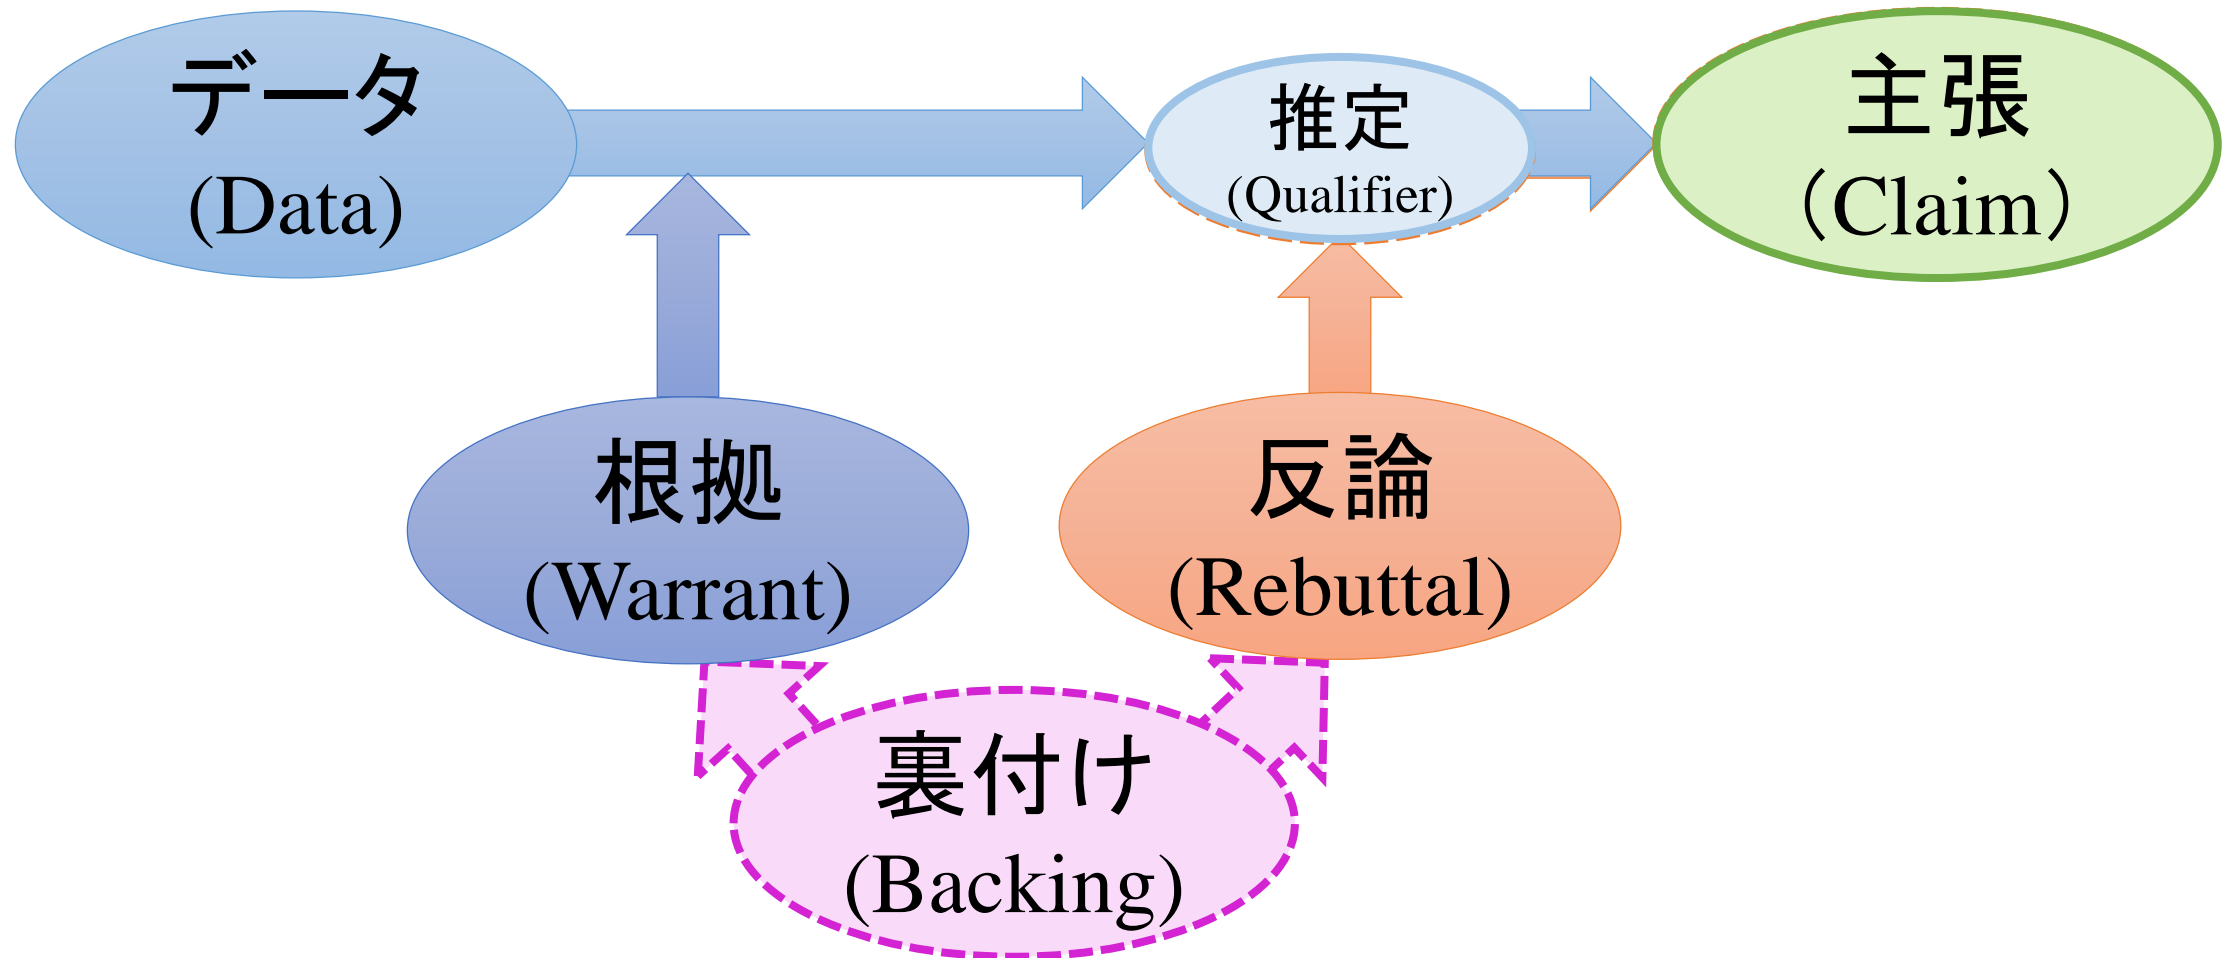 データ
(Data)
推定
(Qualifier)
主張
（Claim）
根拠
(Warrant)
反論
(Rebuttal)
裏付け
(Backing)